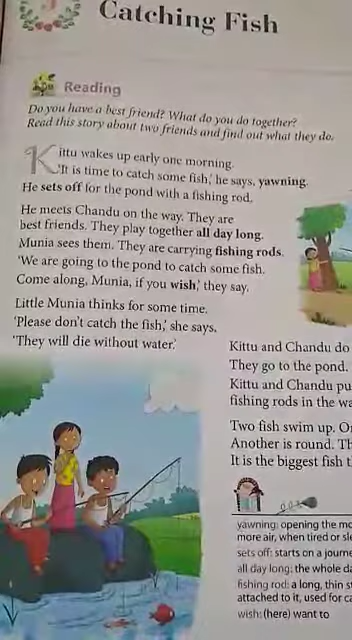 Catching Fish
Reading
Do you have a best friend? What do you do together?
Read this story about two friends and find out what they do.
Kittu wakes up early one morning.
'It is time to catch some fish,' he says, yawning.
He sets off for the pond with a fishing rod.
He meets Chandu on the way. They are
best friends. They play together all day long.
Munia sees them. They are carrying fishing rods.
'We are going to the pond to catch some fish.
Come along, Munia, if you wish,' they say.
Little Munia thinks for some time.
'Please don't catch the fish,' she says.
'They will die without water.'
Kittu and Chandu do
They go to the pond.
Kittu and Chandu pu
fishing rods in the wa
Two fish swim up. O
Another is round. Th
It is the biggest fish t
yawning: opening the mo
more air, when tired or sle
sets off: starts on a journe
all day long: the whole da
fishing rod: a long, thin s
attached to it, used for ca
wish: (here) want to